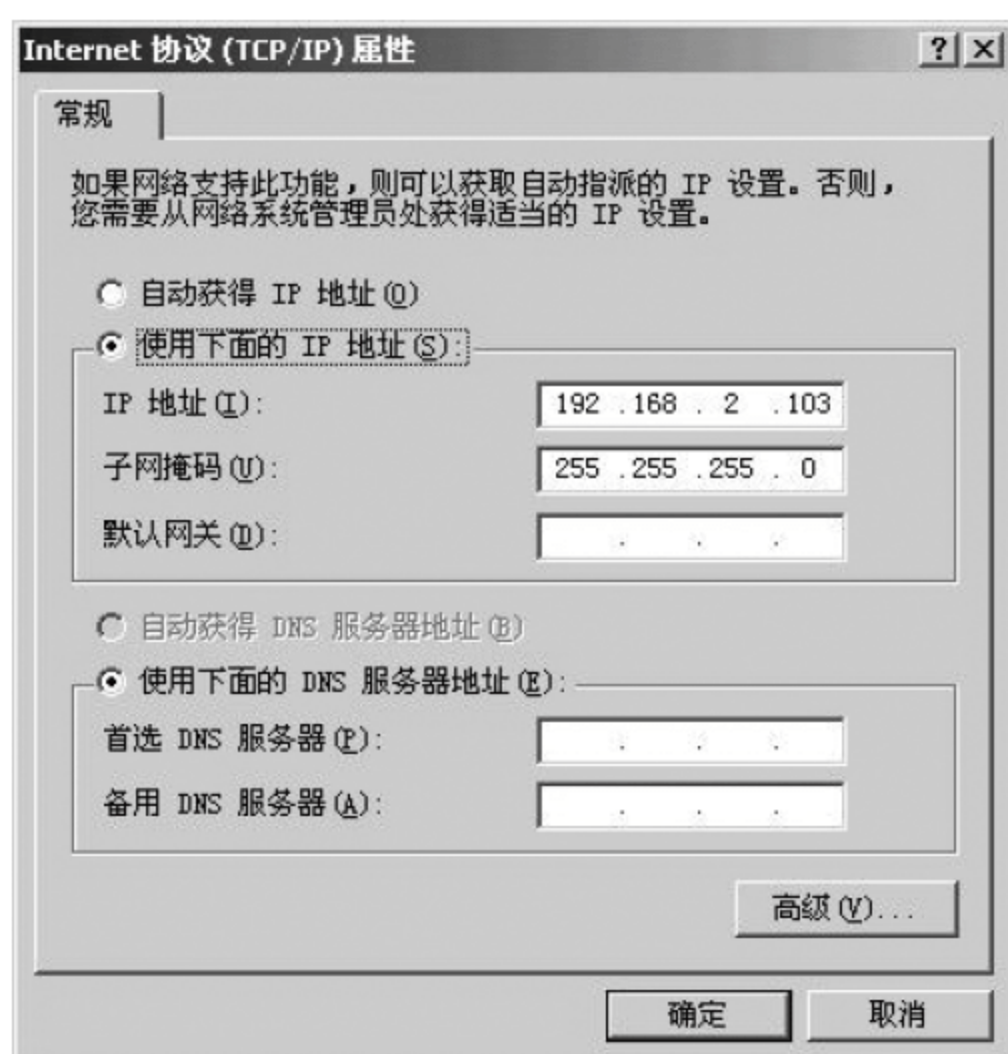 Internet 协议 (TCP/IP) 属性
常规
如果网络支持此功能，则可以获取自动指派的 IP 设置。否则，
您需要从网络系统管理员处获得适当的 IP 设置。
自动获得 IP 地址(O)
使用下面的 IP 地址(S):
IP 地址(I): 192 .168 . 2 .103
子网掩码(U): 255 .255 .255 . 0
默认网关(D): . . .
自动获得 DNS 服务器地址(B)
使用下面的 DNS 服务器地址(E):
首选 DNS 服务器(P): . . .
备用 DNS 服务器(A): . . .
高级(V)...
确定 取消